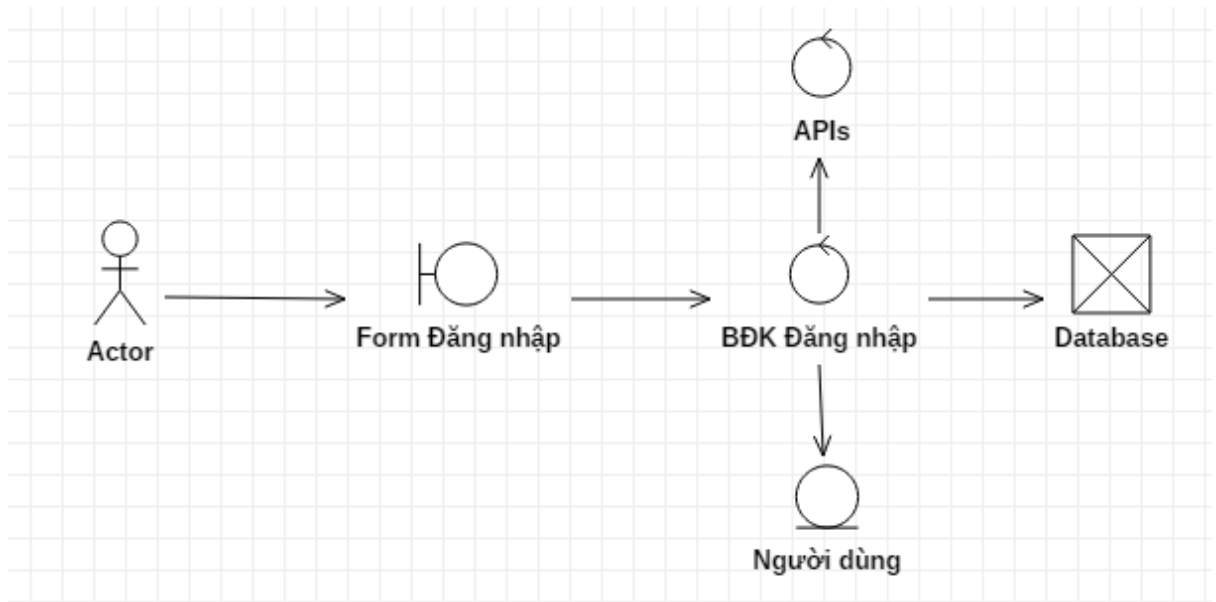 APIs
Actor
Form Đăng nhập
BĐK Đăng nhập
Database
Người dùng